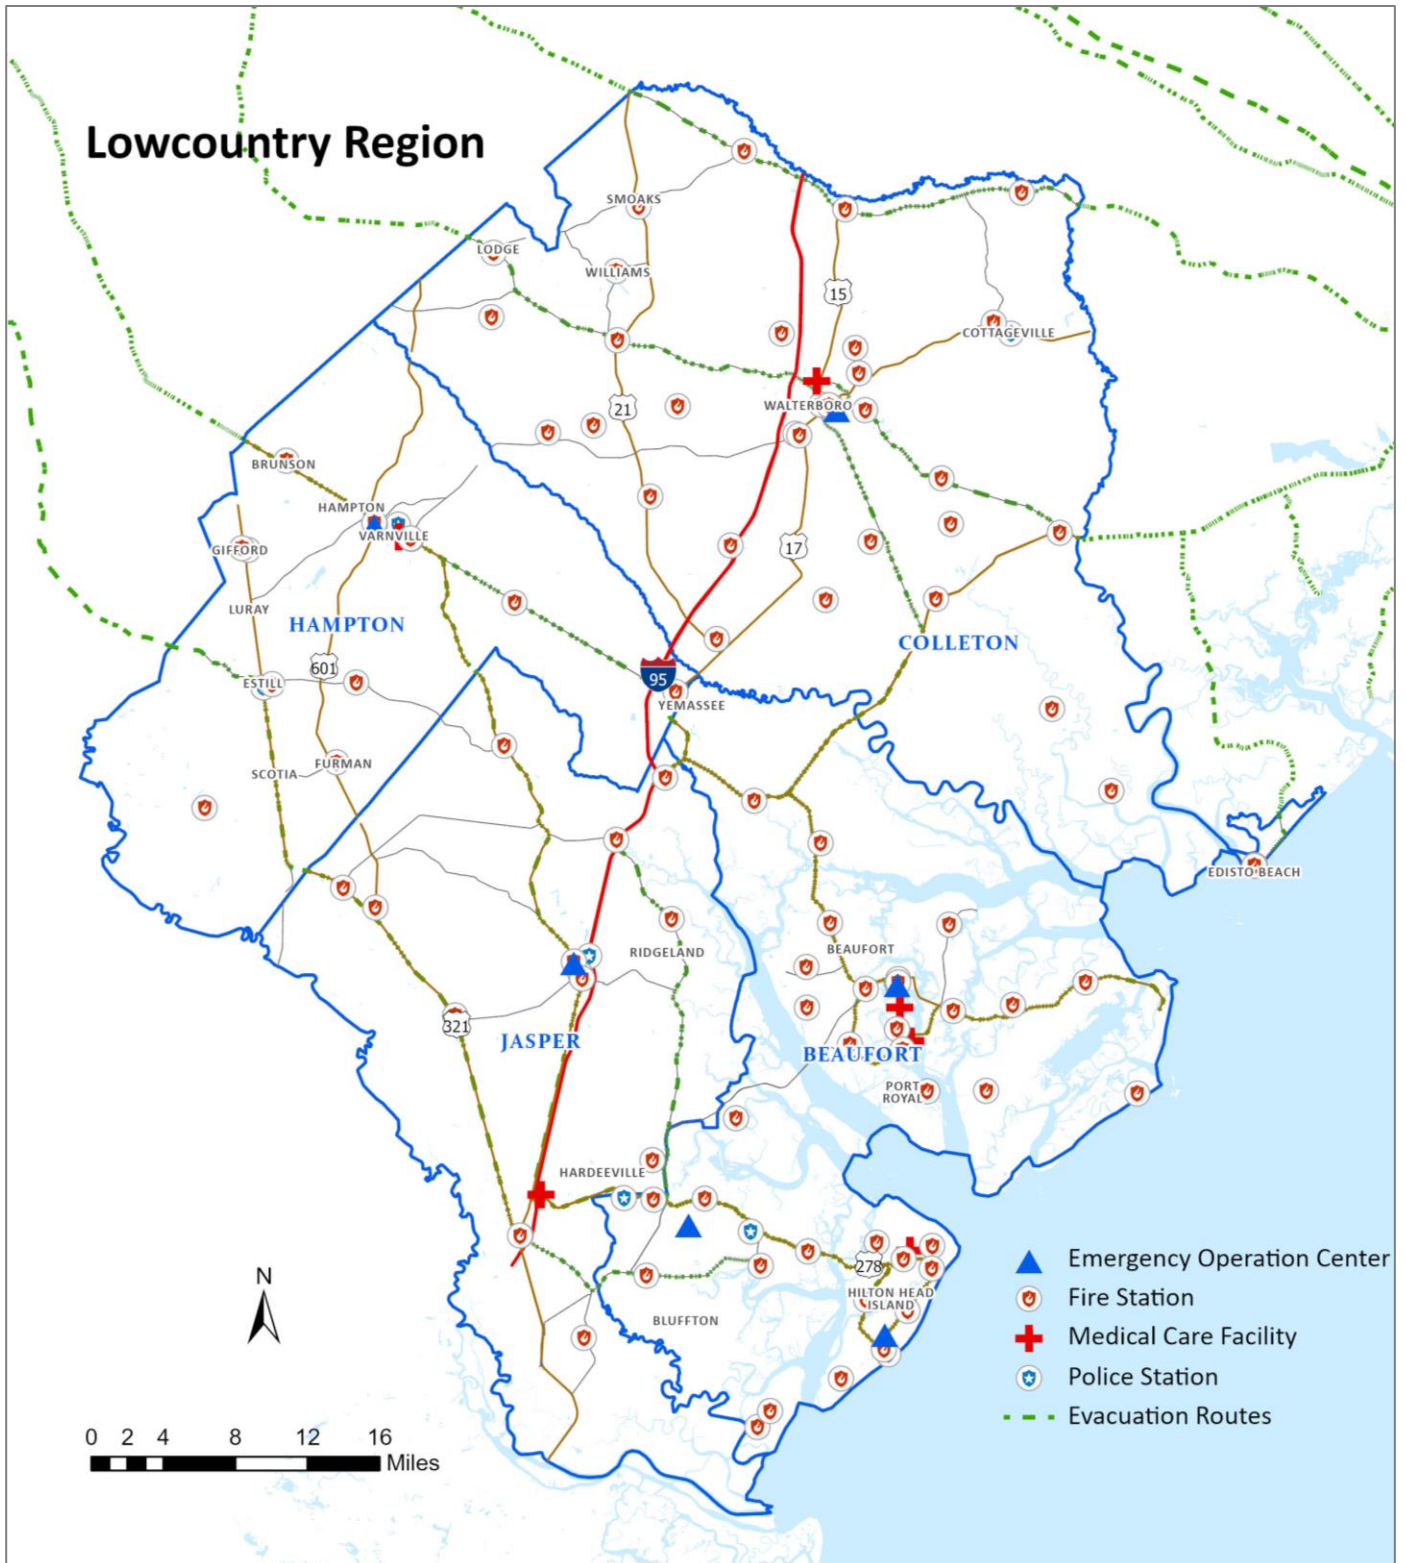 Lowcountry Region
SMOAKS
LODGE
WILLIAMS
15
COTTAGEVILLE
21
WALTERBORO
BRUNSON
HAMPTON
VARNVILLE
GIFFORD
17
LURAY
HAMPTON
COLLETON
601
95
ESTILL
YEMASSEE
FURMAN
SCOTIA
EDISTO BEACH
BEAUFORT
RIDGELAND
321
JASPER
BEAUFORT
PORT
ROYAL
HARDEEVILLE
278
HILTON HEAD
ISLAND
BLUFFTON
N
Emergency Operation Center
Fire Station
Medical Care Facility
Police Station
Evacuation Routes
0 2 4 8 12 16
Miles